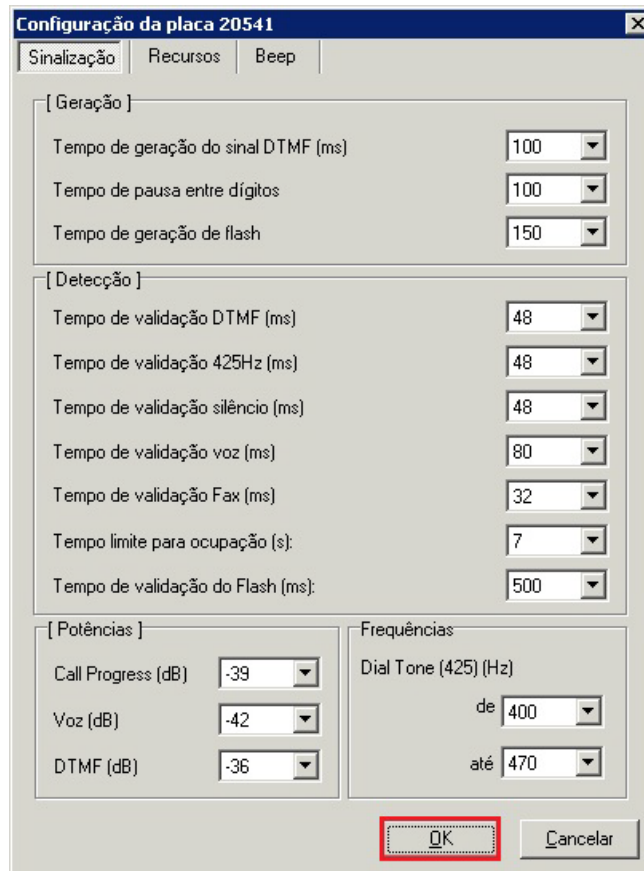 Configuração da placa 20541
Sinalização Recursos Beep
[ Geração ]
Tempo de geração do sinal DTMF (ms) 100
Tempo de pausa entre dígitos 100
Tempo de geração de flash 150
[ Detecção ]
Tempo de validação DTMF (ms) 48
Tempo de validação 425Hz (ms) 48
Tempo de validação silêncio (ms) 48
Tempo de validação voz (ms) 80
Tempo de validação Fax (ms) 32
Tempo limite para ocupação (s): 7
Tempo de validação do Flash (ms): 500
[ Potências ]
Call Progress (dB) -39
Voz (dB) -42
DTMF (dB) -36
Frequências
Dial Tone (425) (Hz)
de 400
até 470
OK Cancelar